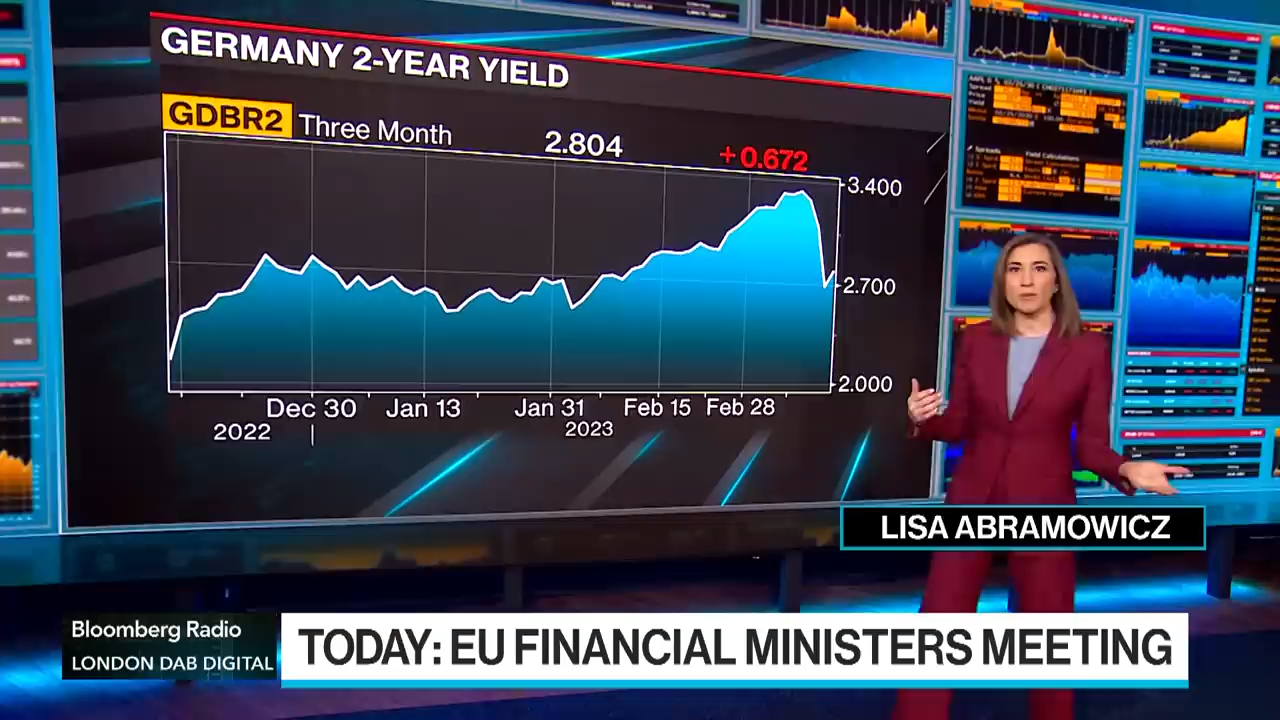 GERMANY 2-YEAR YIELD
GDBR2 Three Month 2.804 +0.672
3.400
2.700
2.000
Dec 30 Jan 13 Jan 31 Feb 15 Feb 28
2022 2023
LISA ABRAMOWICZ
Bloomberg Radio
LONDON DAB DIGITAL
TODAY: EU FINANCIAL MINISTERS MEETING